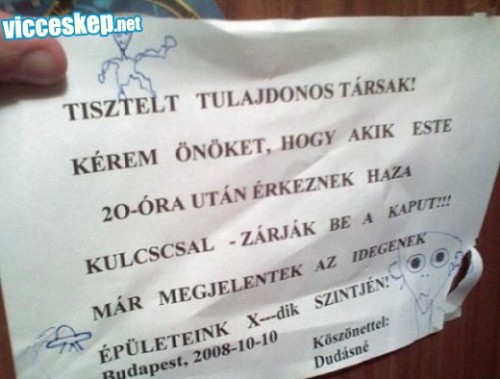 vicceskep.net
TISZTELT TULAJDONOS TÁRSAK!
KÉREM ÖNÖKET, HOGY AKIK ESTE
2O-ÓRA UTÁN ÉRKEZNEK HAZA
KULCSCSAL - ZÁRJÁK BE A KAPUT!!!
MÁR MEGJELENTEK AZ IDEGENEK
ÉPÜLETEINK X---dik SZINTJÉN!
Budapest, 2008-10-10
Köszönettel:
Dudásné